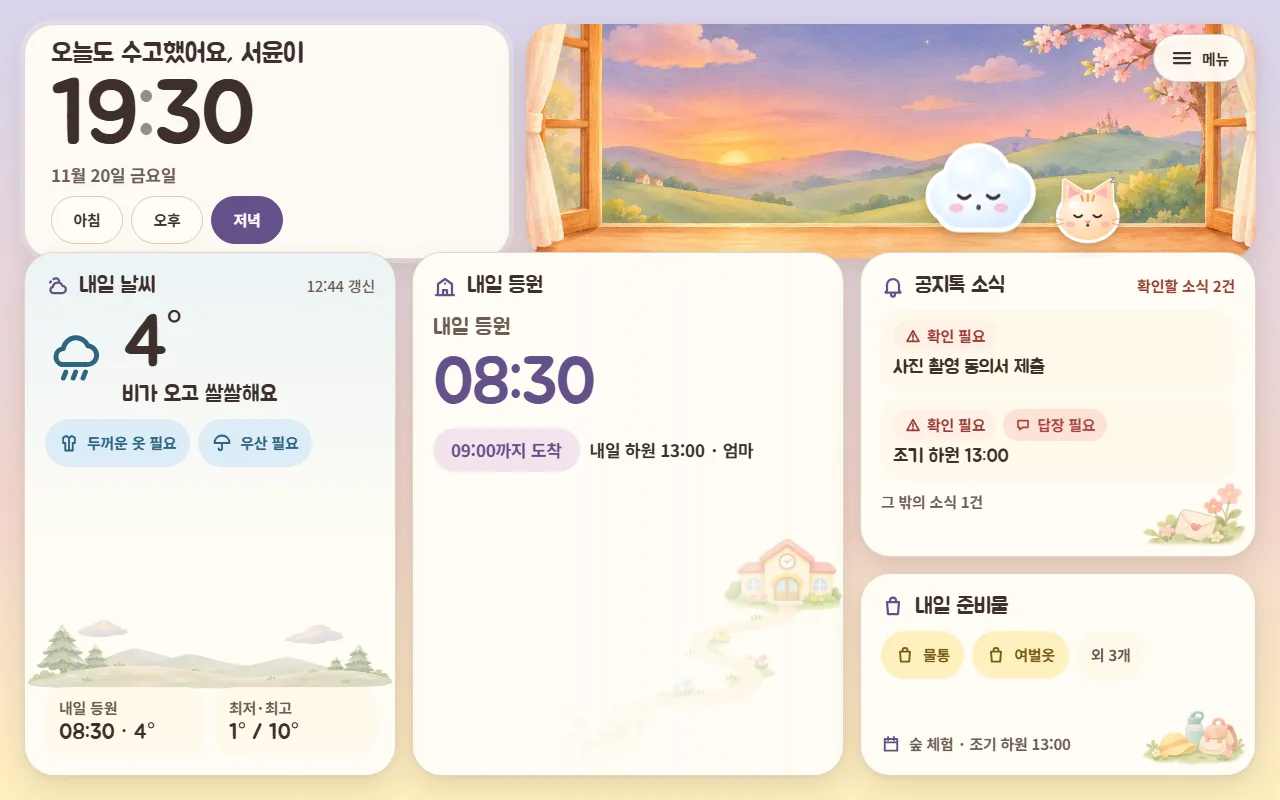 오늘도 수고했어요, 서윤이
19:30
11월 20일 금요일
아침 오후 저녁
메뉴
z
z
z
내일 날씨 12:44 갱신
4°
비가 오고 쌀쌀해요
두꺼운 옷 필요 우산 필요
내일 등원 최저·최고
08:30 · 4° 1° / 10°
내일 등원
내일 등원
08:30
09:00까지 도착 내일 하원 13:00 · 엄마
공지톡 소식 확인할 소식 2건
확인 필요
사진 촬영 동의서 제출
확인 필요 답장 필요
조기 하원 13:00
그 밖의 소식 1건
내일 준비물
물통 여벌옷 외 3개
숲 체험 · 조기 하원 13:00